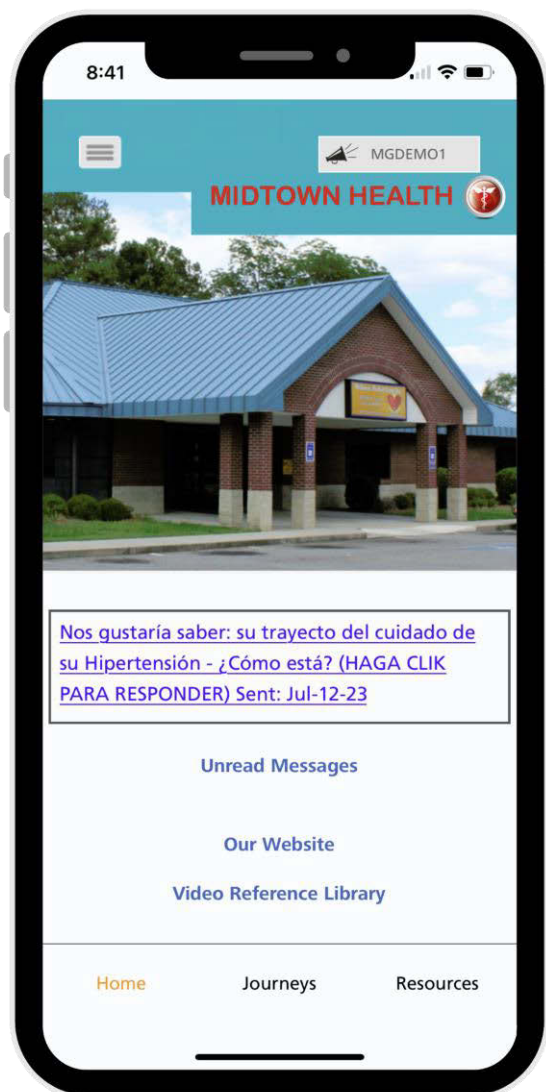 8:41
MGDEMO1
MIDTOWN HEALTH
Nos gustaría saber: su trayecto del cuidado de
su Hipertensión - ¿Cómo está? (HAGA CLIK
PARA RESPONDER) Sent: Jul-12-23
Unread Messages
Our Website
Video Reference Library
Home
Journeys
Resources